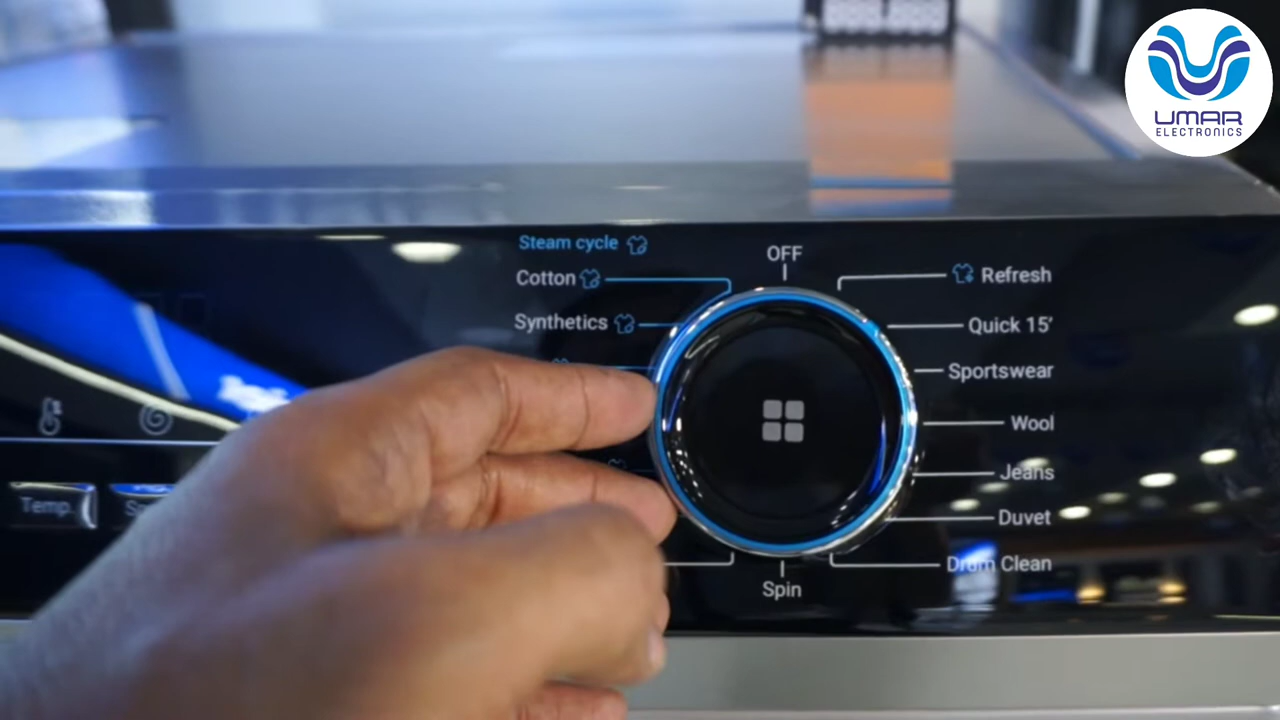 UMAR
ELECTRONICS
Steam cycle
OFF
Cotton
Refresh
Synthetics
Quick 15'
Sportswear
Wool
Jeans
Temp.
Duvet
Drum Clean
Spin